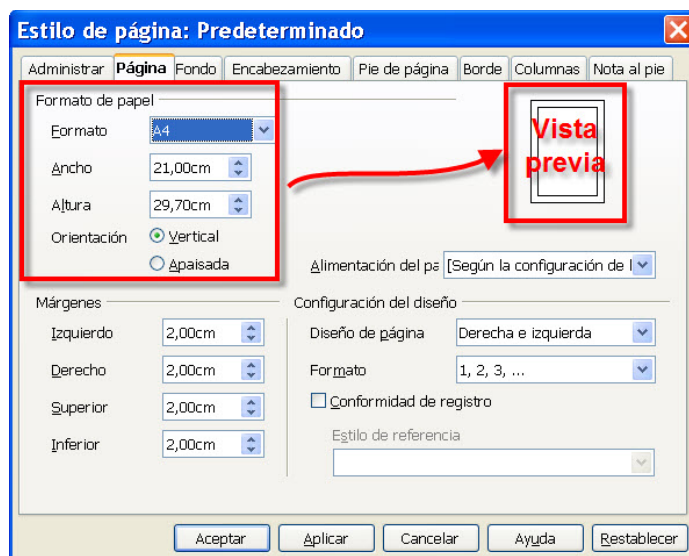 Estilo de página: Predeterminado
Administrar Página Fondo Encabezamiento Pie de página Borde Columnas Nota al pie
Formato de papel
Formato A4
Ancho 21,00cm
Altura 29,70cm
Orientación Vertical
Apaisada
Vista
previa
Alimentación del pa [Según la configuración de l
Márgenes
Izquierdo 2,00cm
Derecho 2,00cm
Superior 2,00cm
Inferior 2,00cm
Configuración del diseño
Diseño de página Derecha e izquierda
Formato 1, 2, 3, ...
Conformidad de registro
Estilo de referencia
Aceptar Aplicar Cancelar Ayuda Restablecer